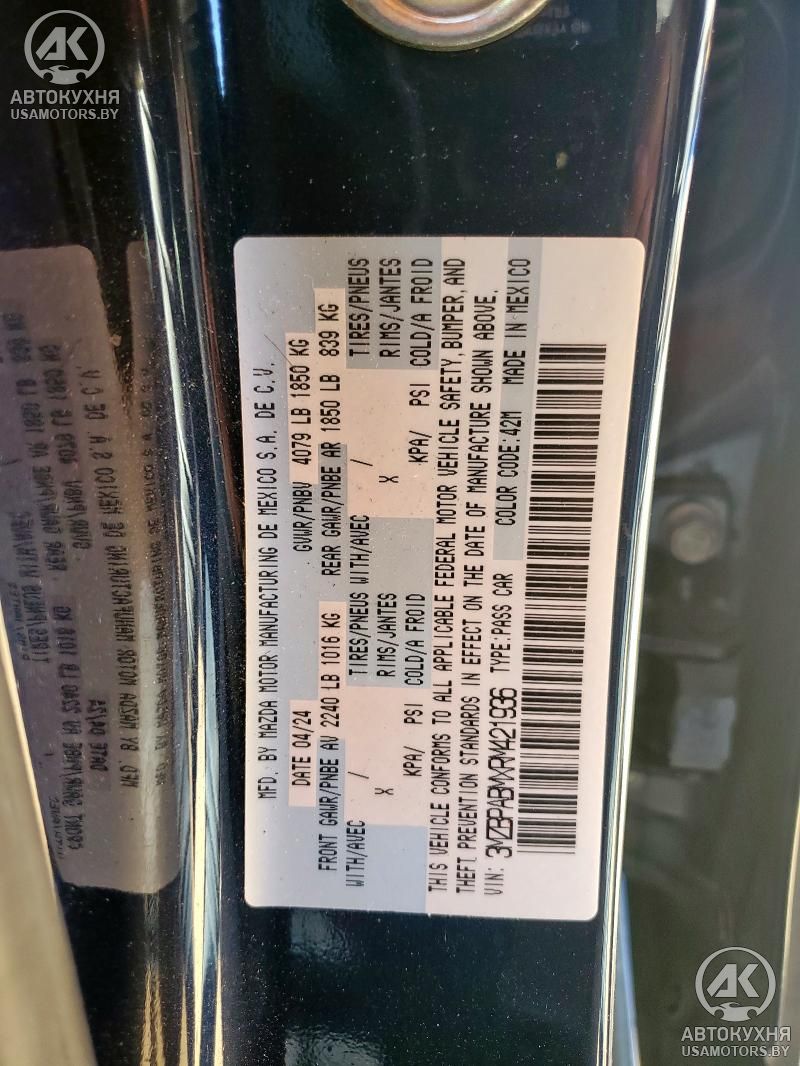 АВТОКУХНЯ
USAMOTORS.BY
MFD. BY MAZDA MOTOR MANUFACTURING DE MEXICO S.A. DE C.V.
DATE 04/24 GVWR/PNBV 4079 LB 1850 KG
FRONT GAWR/PNBE AV 2240 LB 1016 KG REAR GAWR/PNBE AR 1850 LB 839 KG
WITH/AVEC / TIRES/PNEUS WITH/AVEC / TIRES/PNEUS
X RIMS/JANTES X RIMS/JANTES
KPA/ PSI COLD/A FROID KPA/ PSI COLD/A FROID
THIS VEHICLE CONFORMS TO ALL APPLICABLE FEDERAL MOTOR VEHICLE SAFETY, BUMPER, AND
THEFT PREVENTION STANDARDS IN EFFECT ON THE DATE OF MANUFACTURE SHOWN ABOVE.
VIN: 3MZBPABMXRM421936 TYPE:PASS CAR COLOR CODE:42M MADE IN MEXICO
АВТОКУХНЯ
USAMOTORS.BY